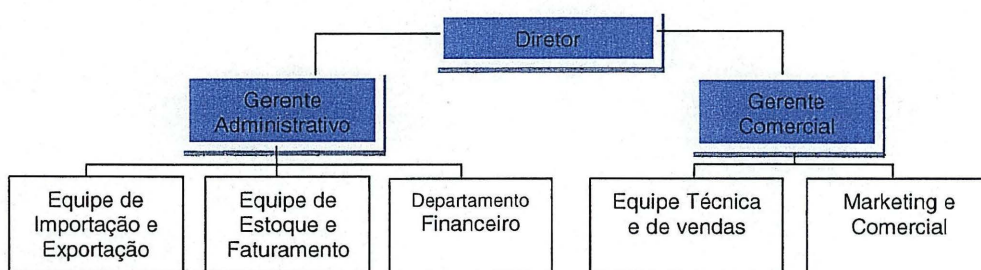 Diretor
Gerente
Administrativo
Gerente
Comercial
Equipe de
Importação e
Exportação
Equipe de
Estoque e
Faturamento
Departamento
Financeiro
Equipe Técnica
e de vendas
Marketing e
Comercial